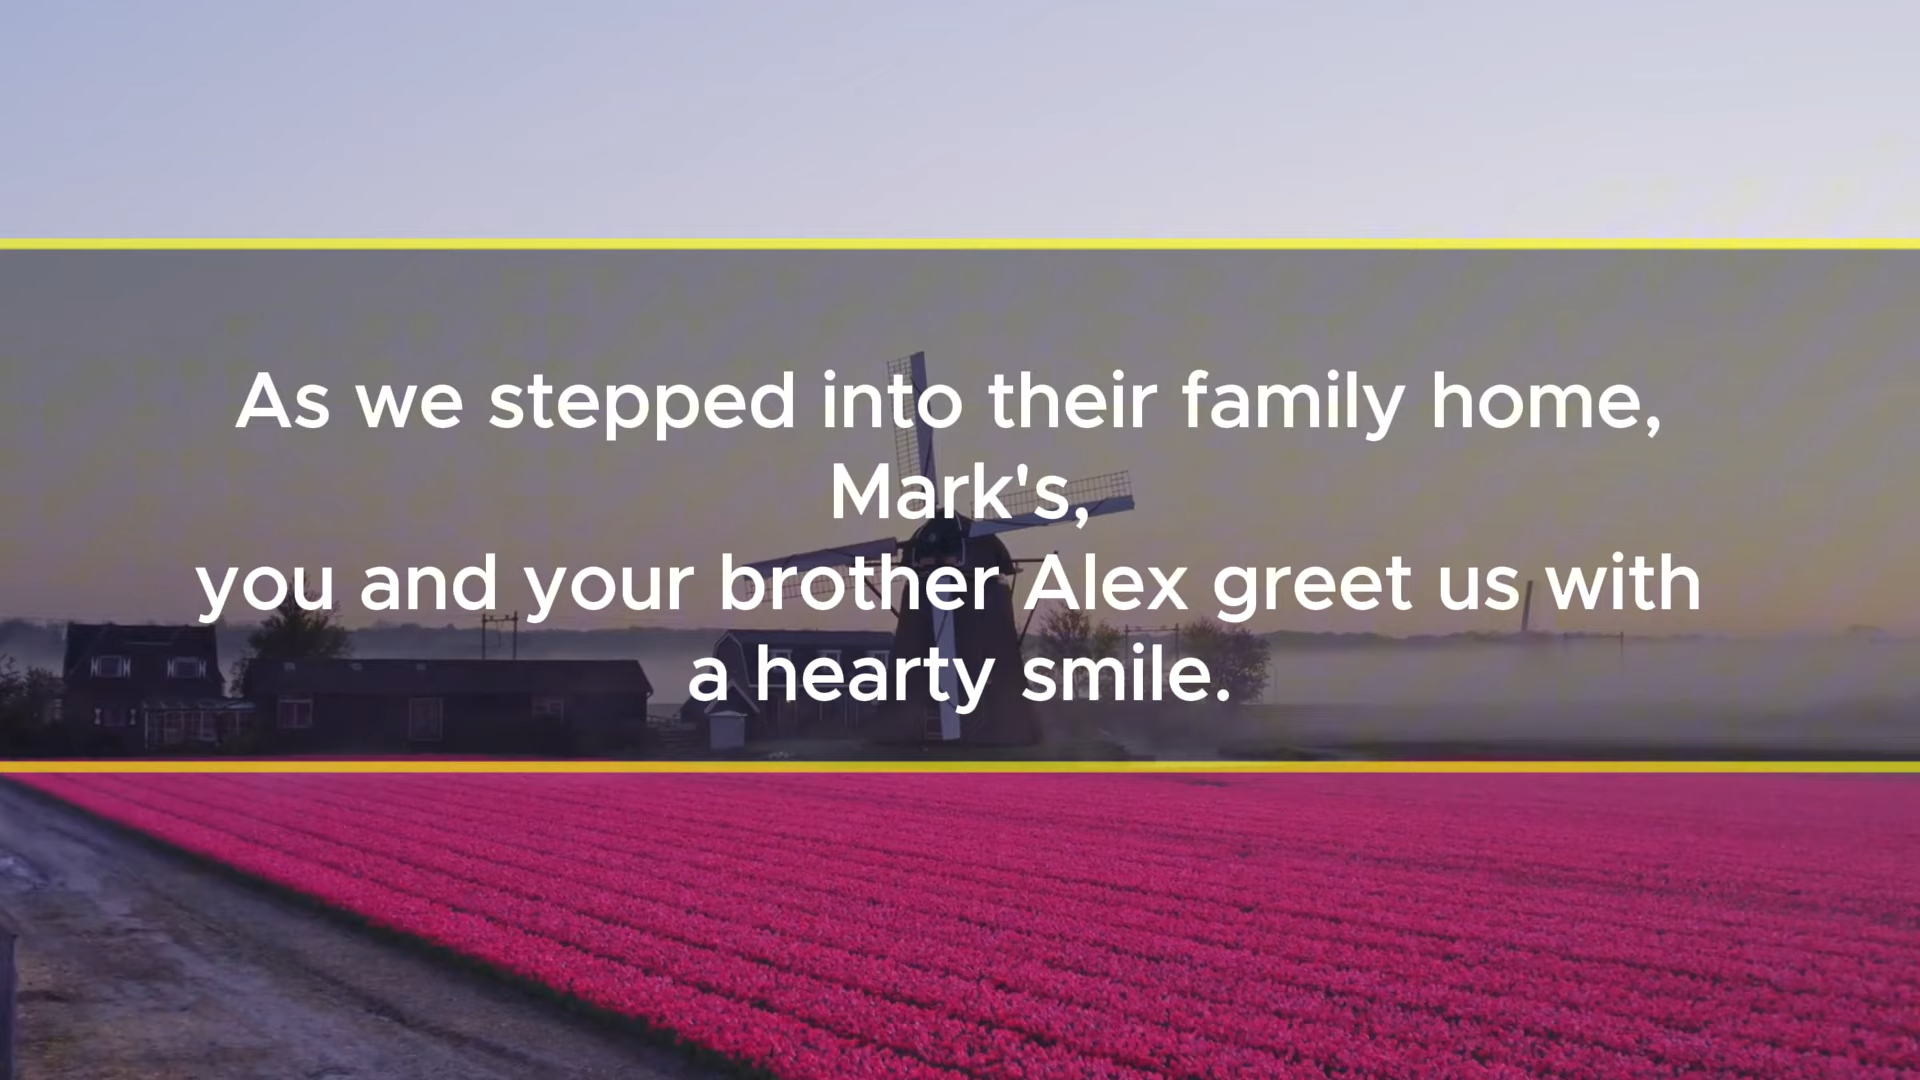 As we stepped into their family home,
Mark's,
you and your brother Alex greet us with
a hearty smile.